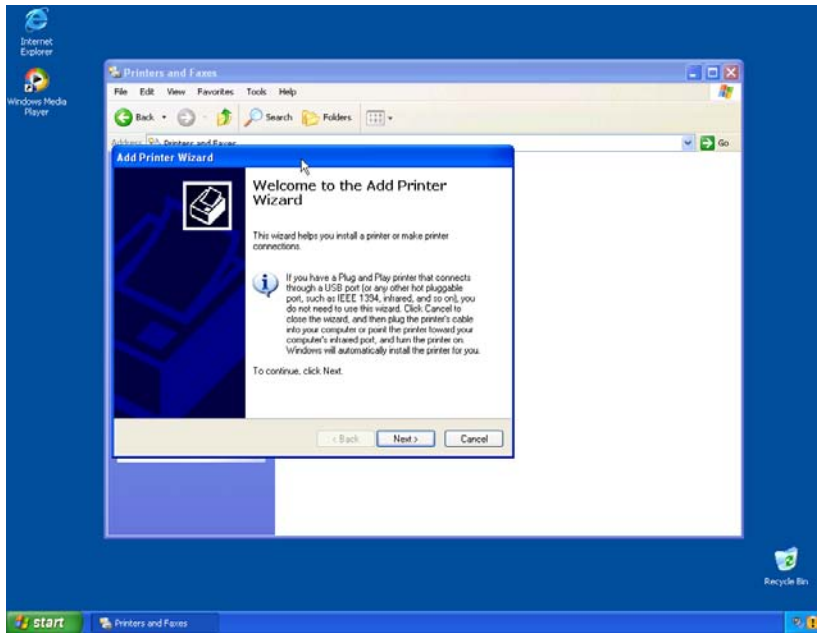 Internet
Explorer
Windows Media
Player
Printers and Faxes
File Edit View Favorites Tools Help
Back Search Folders
Address Printers and Faxes Go
Add Printer Wizard
Welcome to the Add Printer
Wizard
This wizard helps you install a printer or make printer
connections.
If you have a Plug and Play printer that connects
through a USB port (or any other hot pluggable
port, such as IEEE 1394, infrared, and so on), you
do not need to use this wizard. Click Cancel to
close the wizard, and then plug the printer's cable
into your computer or point the printer toward your
computer's infrared port, and turn the printer on.
Windows will automatically install the printer for you.
To continue, click Next.
< Back Next > Cancel
Recycle Bin
start Printers and Faxes